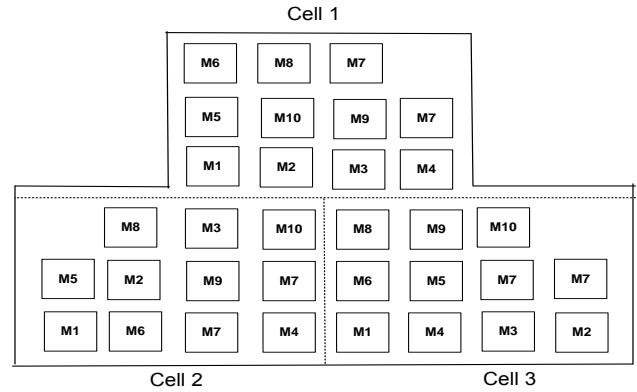 Cell 1
M6 M8 M7
M5 M10 M9 M7
M1 M2 M3 M4
M8 M3 M10 M8 M9 M10
M5 M2 M9 M7 M6 M5 M7 M7
M1 M6 M7 M4 M1 M4 M3 M2
Cell 2 Cell 3